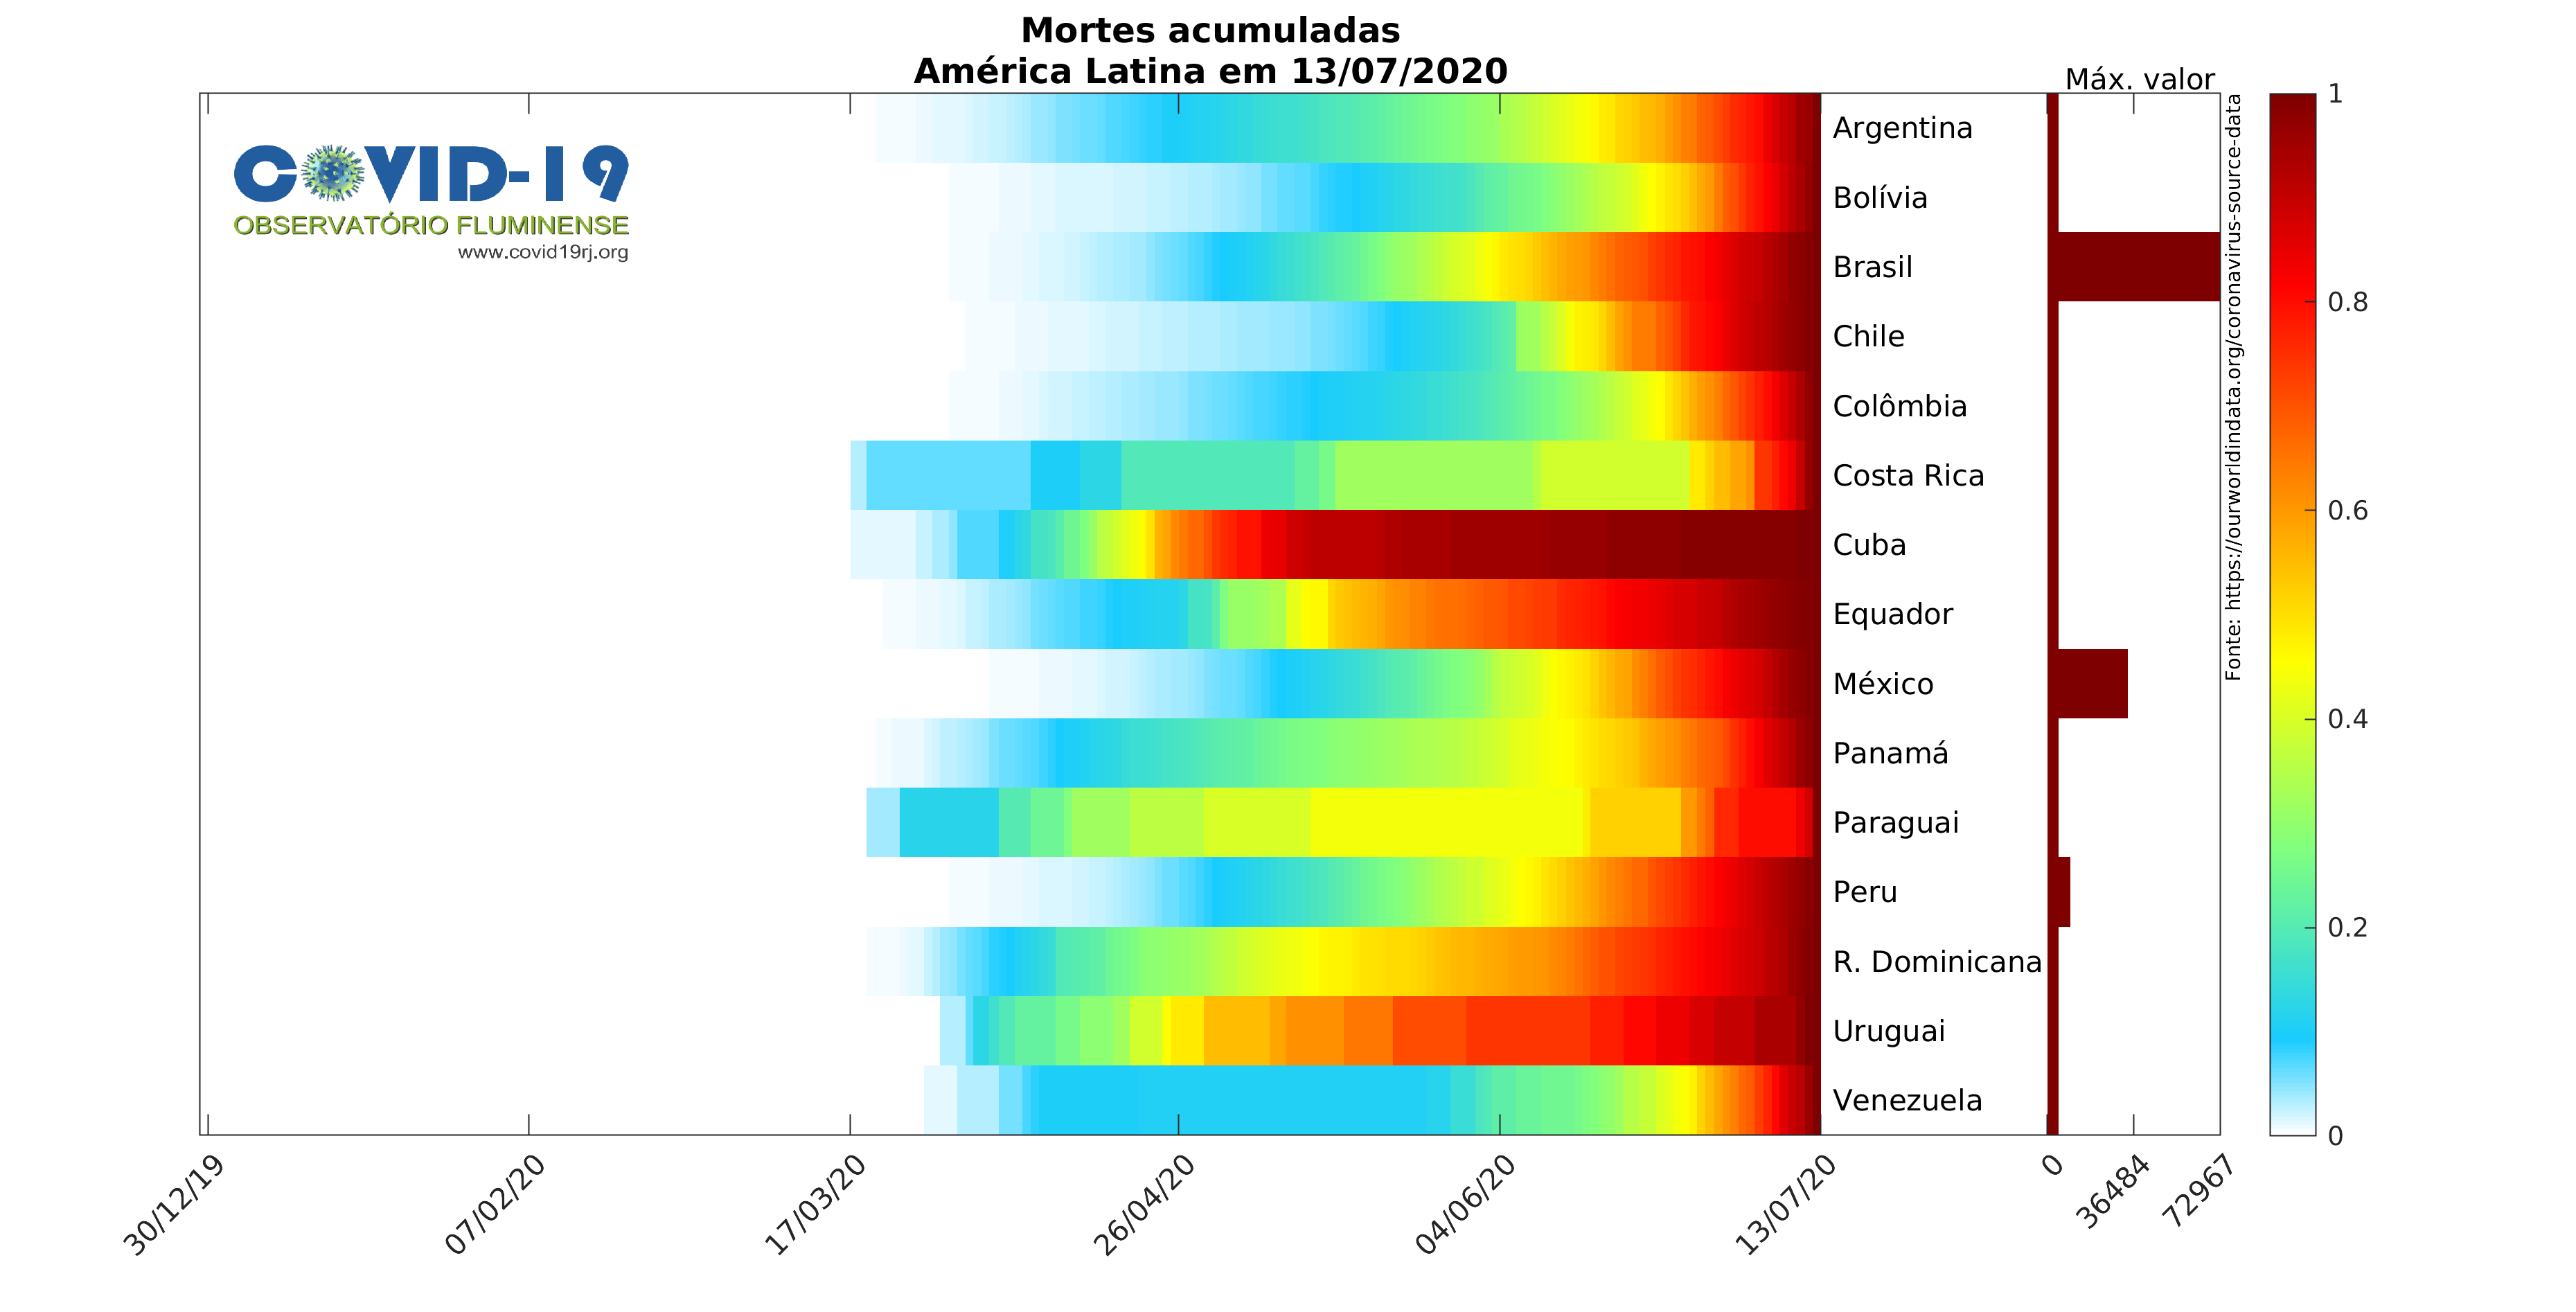 Mortes acumuladas
América Latina em 13/07/2020
Máx. valor
COVID-19
OBSERVATÓRIO FLUMINENSE
www.covid19rj.org
Argentina
Bolívia
Brasil
Chile
Colômbia
Costa Rica
Cuba
Equador
México
Panamá
Paraguai
Peru
R. Dominicana
Uruguai
Venezuela
30/12/19
07/02/20
17/03/20
26/04/20
04/06/20
13/07/20
0
36484
72967
Fonte: https://ourworldindata.org/coronavirus-source-data
1
0.8
0.6
0.4
0.2
0